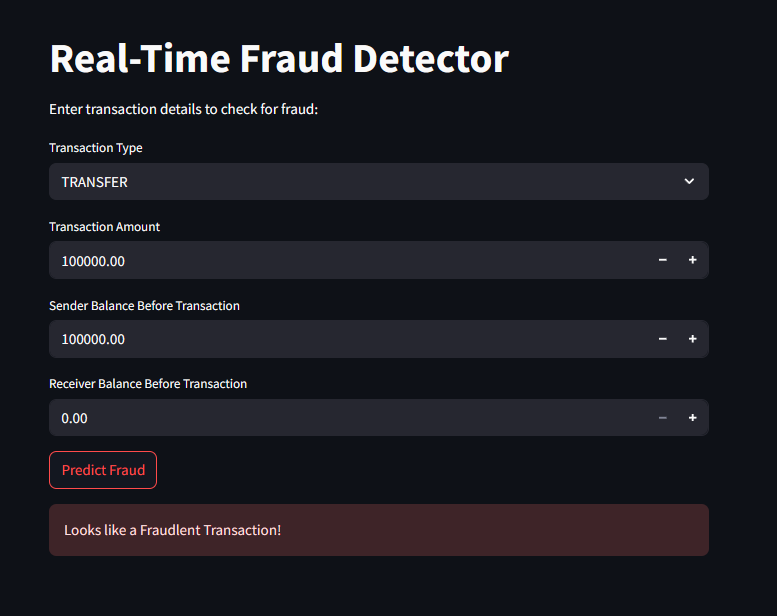 Real-Time Fraud Detector
Enter transaction details to check for fraud:
Transaction Type
TRANSFER
Transaction Amount
100000.00
Sender Balance Before Transaction
100000.00
Receiver Balance Before Transaction
0.00
Predict Fraud
Looks like a Fraudlent Transaction!